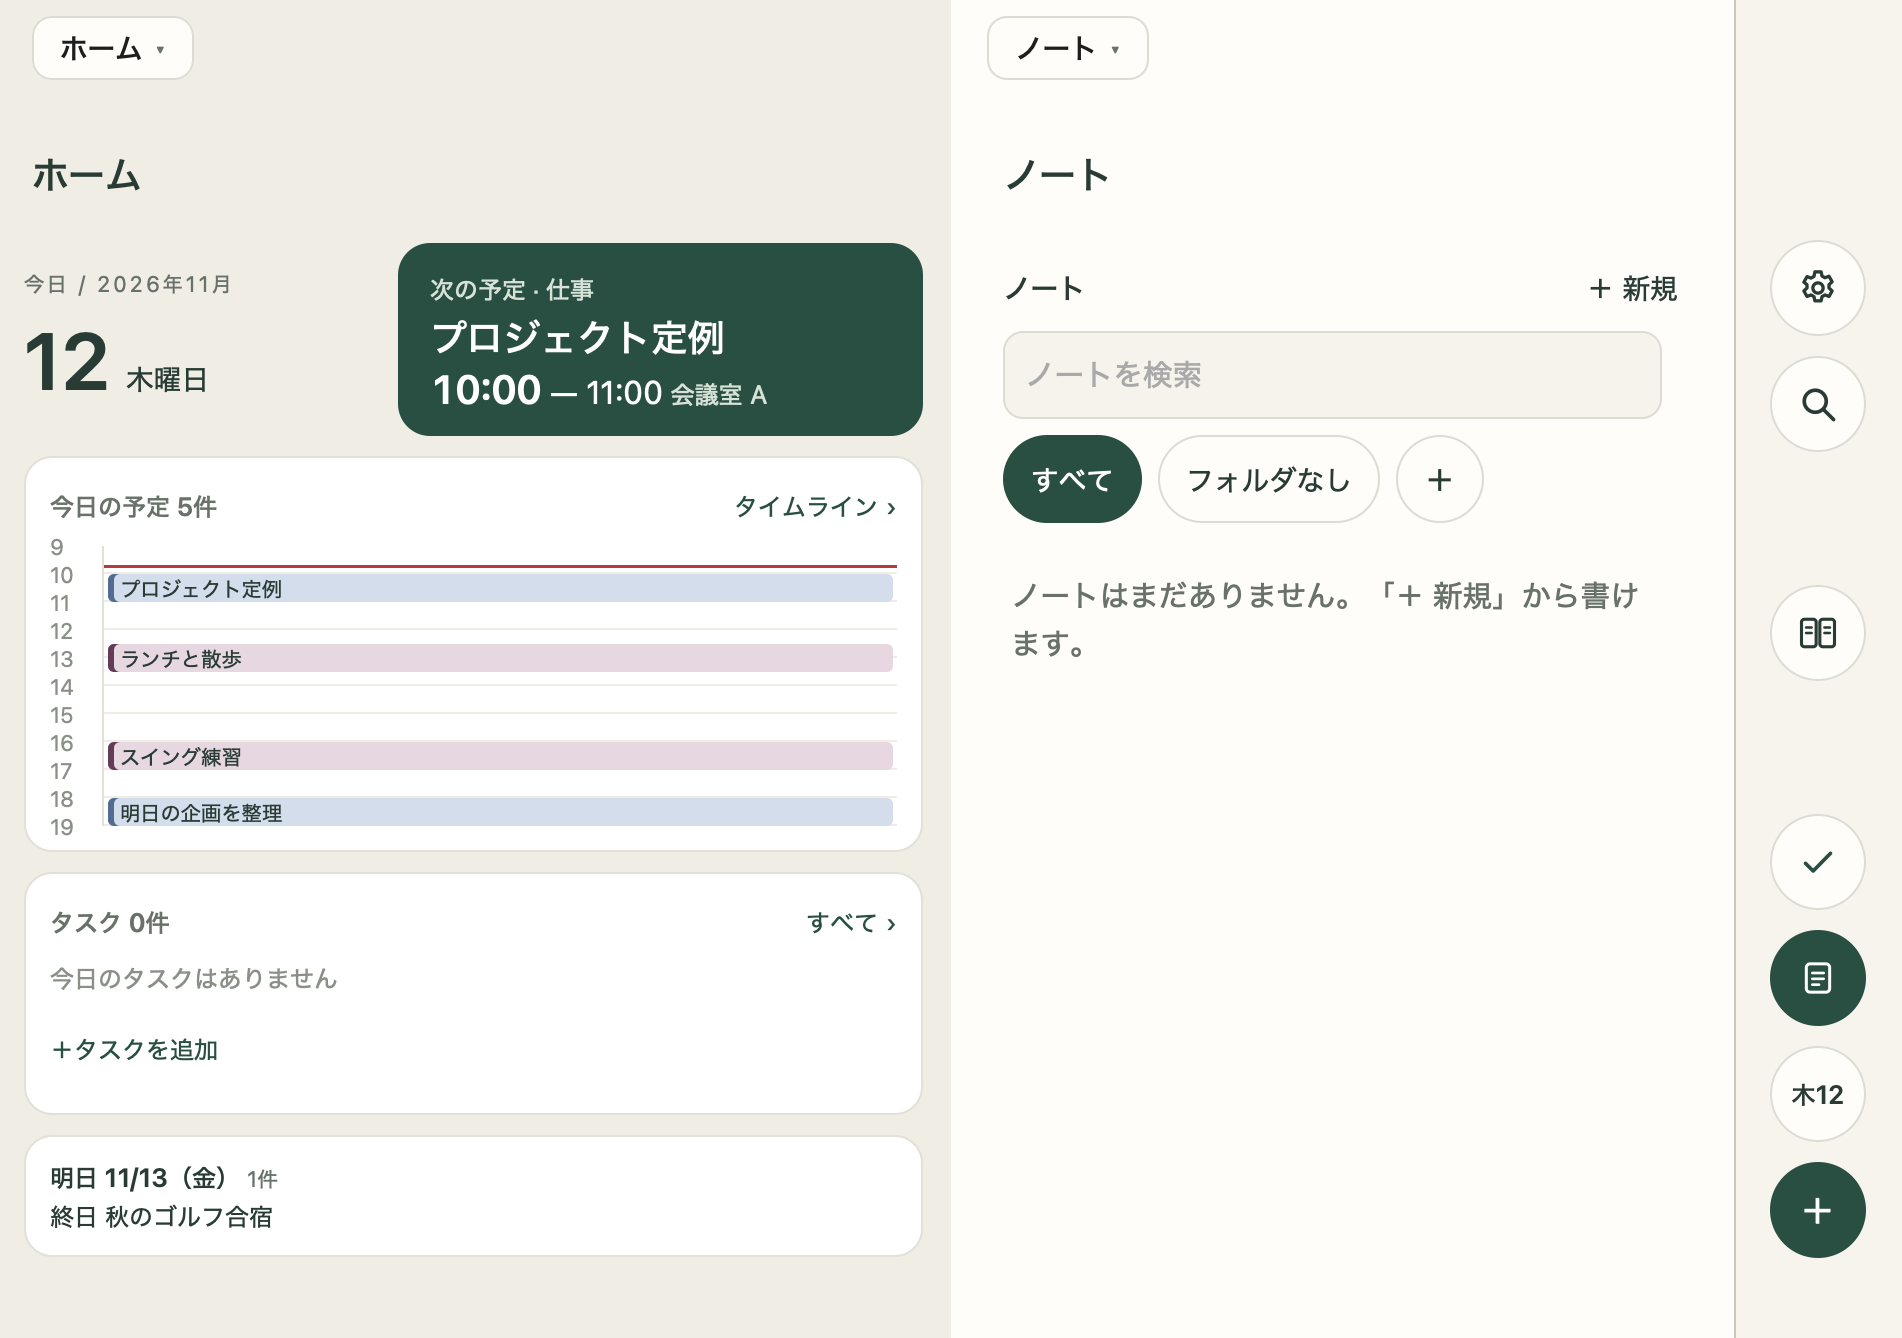 ホーム ▾
ホーム
今日 / 2026年11月
12 木曜日
次の予定 · 仕事
プロジェクト定例
10:00 — 11:00 会議室 A
今日の予定 5件
タイムライン ›
9
10
プロジェクト定例
11
12
13
ランチと散歩
14
15
16
スイング練習
17
18
明日の企画を整理
19
タスク 0件
すべて ›
今日のタスクはありません
＋タスクを追加
明日 11/13（金） 1件
終日 秋のゴルフ合宿
ノート ▾
ノート
ノート
＋ 新規
ノートを検索
すべて
フォルダなし
＋
ノートはまだありません。「＋ 新規」から書け
ます。
木12
＋